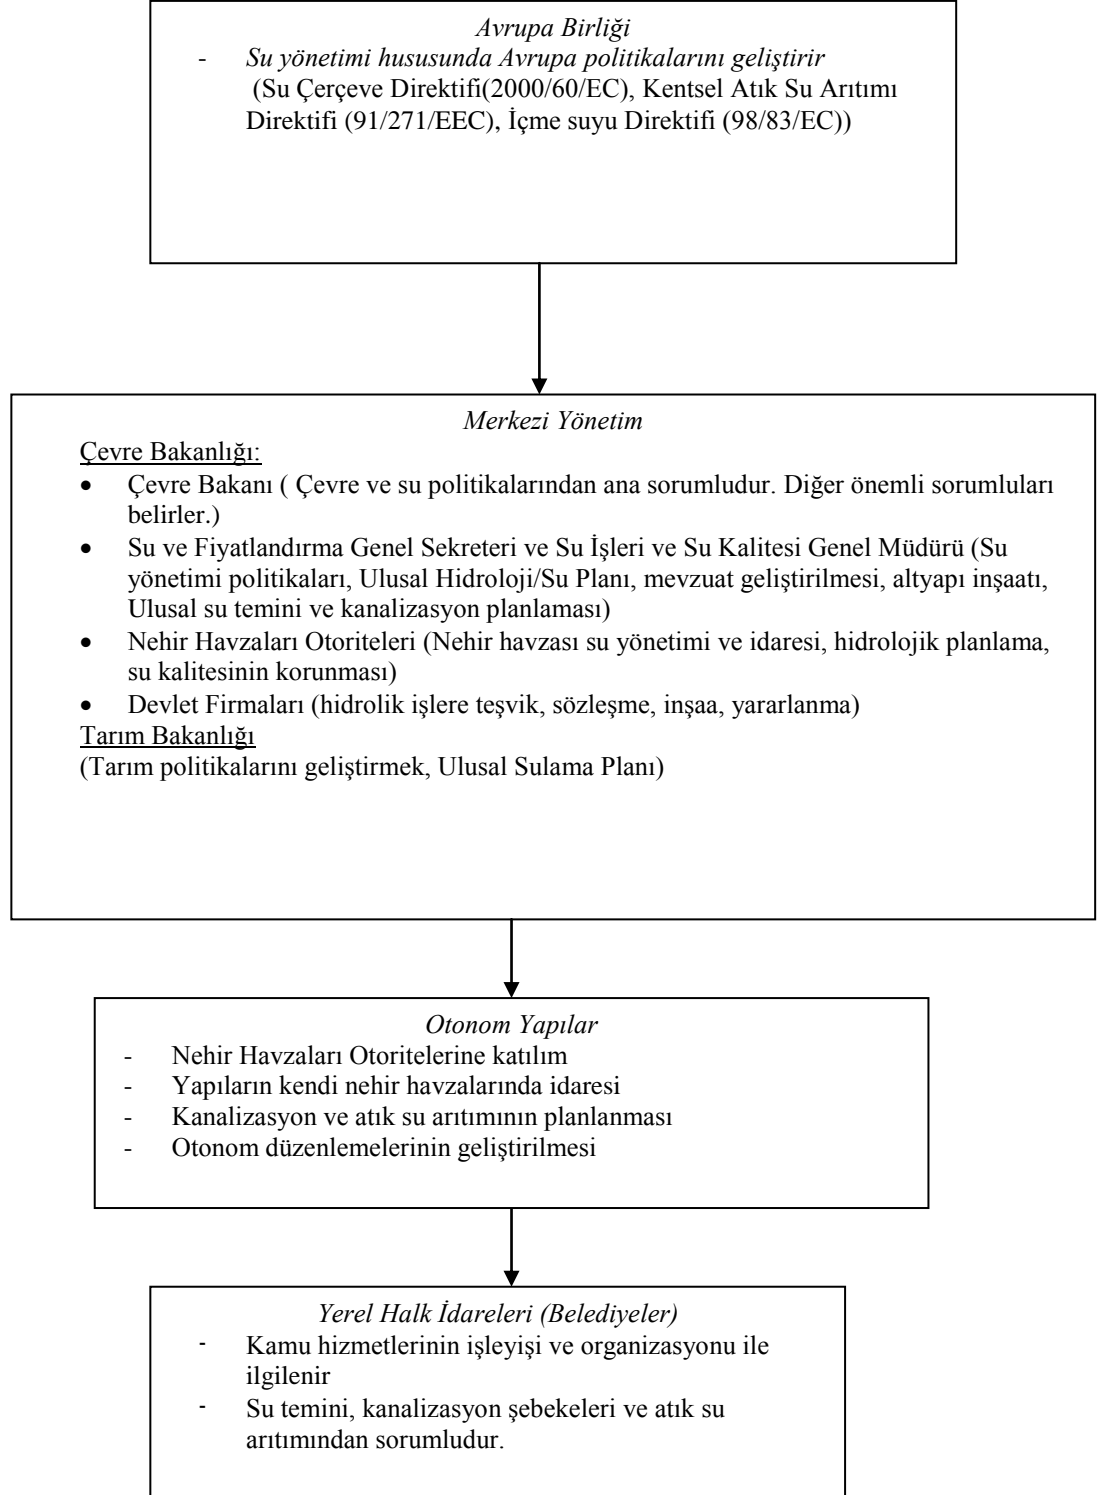 Avrupa Birliği
- Su yönetimi hususunda Avrupa politikalarını geliştirir
(Su Çerçeve Direktifi(2000/60/EC), Kentsel Atık Su Arıtımı
Direktifi (91/271/EEC), İçme suyu Direktifi (98/83/EC))
Merkezi Yönetim
Çevre Bakanlığı:
• Çevre Bakanı ( Çevre ve su politikalarından ana sorumludur. Diğer önemli sorumluları
belirler.)
• Su ve Fiyatlandırma Genel Sekreteri ve Su İşleri ve Su Kalitesi Genel Müdürü (Su
yönetimi politikaları, Ulusal Hidroloji/Su Planı, mevzuat geliştirilmesi, altyapı inşaatı,
Ulusal su temini ve kanalizasyon planlaması)
• Nehir Havzaları Otoriteleri (Nehir havzası su yönetimi ve idaresi, hidrolojik planlama,
su kalitesinin korunması)
• Devlet Firmaları (hidrolik işlere teşvik, sözleşme, inşaa, yararlanma)
Tarım Bakanlığı
(Tarım politikalarını geliştirmek, Ulusal Sulama Planı)
Otonom Yapılar
- Nehir Havzaları Otoritelerine katılım
- Yapıların kendi nehir havzalarında idaresi
- Kanalizasyon ve atık su arıtımının planlanması
- Otonom düzenlemelerinin geliştirilmesi
Yerel Halk İdareleri (Belediyeler)
- Kamu hizmetlerinin işleyişi ve organizasyonu ile
ilgilenir
- Su temini, kanalizasyon şebekeleri ve atık su
arıtımından sorumludur.